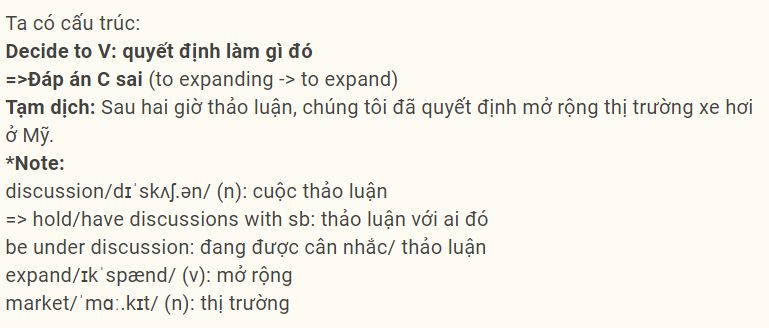 Ta có cấu trúc:
Decide to V: quyết định làm gì đó
=>Đáp án C sai (to expanding -> to expand)
Tạm dịch: Sau hai giờ thảo luận, chúng tôi đã quyết định mở rộng thị trường xe hơi
ở Mỹ.
*Note:
discussion/dɪˈskʌʃ.ən/ (n): cuộc thảo luận
=> hold/have discussions with sb: thảo luận với ai đó
be under discussion: đang được cân nhắc/ thảo luận
expand/ɪkˈspænd/ (v): mở rộng
market/ˈmɑː.kɪt/ (n): thị trường